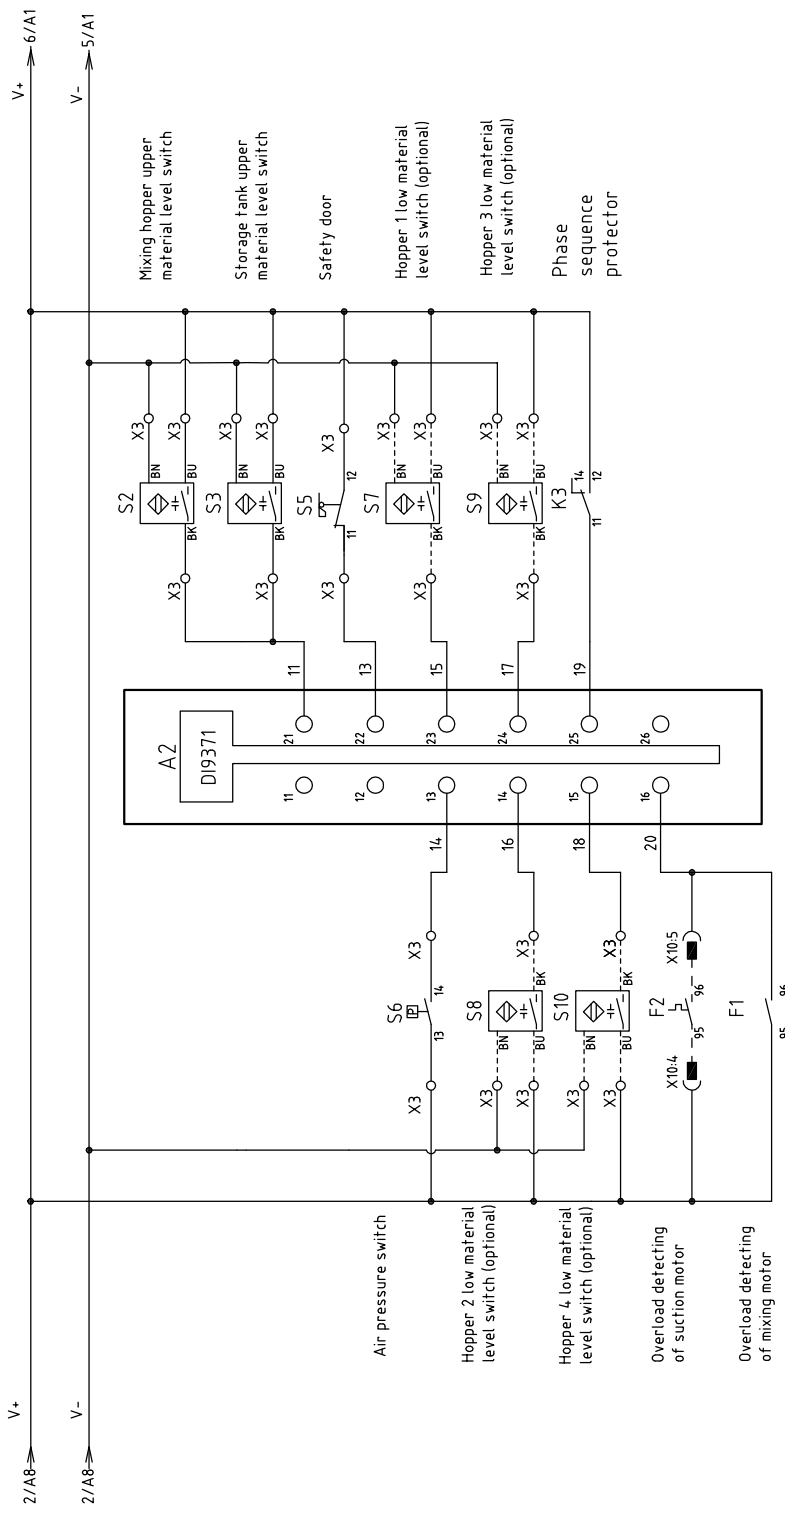 2/A8
V+
V+
6/A1
2/A8
V-
V-
5/A1
Mixing hopper upper
material level switch
Storage tank upper
material level switch
Safety door
Hopper 1 low material
level switch (optional)
Hopper 3 low material
level switch (optional)
Phase
sequence
protector
X3
X3
BN
BU
S2
BK
X3
X3
X3
BN
BU
S3
BK
X3
X3
12
S5
11
X3
X3
X3
BN
BU
S7
BK
X3
X3
X3
BN
BU
S9
BK
X3
K3
14
12
11
11
13
15
17
19
A2
DI9371
21
22
23
24
25
26
11
12
13
14
15
16
14
16
18
20
X3
S6
P
14
13
X3
X3
S8
BK
BN
BU
X3
X3
X3
S10
BK
BN
BU
X3
X3
X10:5
F2
96
95
X10:4
F1
96
95
Air pressure switch
Hopper 2 low material
level switch (optional)
Hopper 4 low material
level switch (optional)
Overload detecting
of suction motor
Overload detecting
of mixing motor